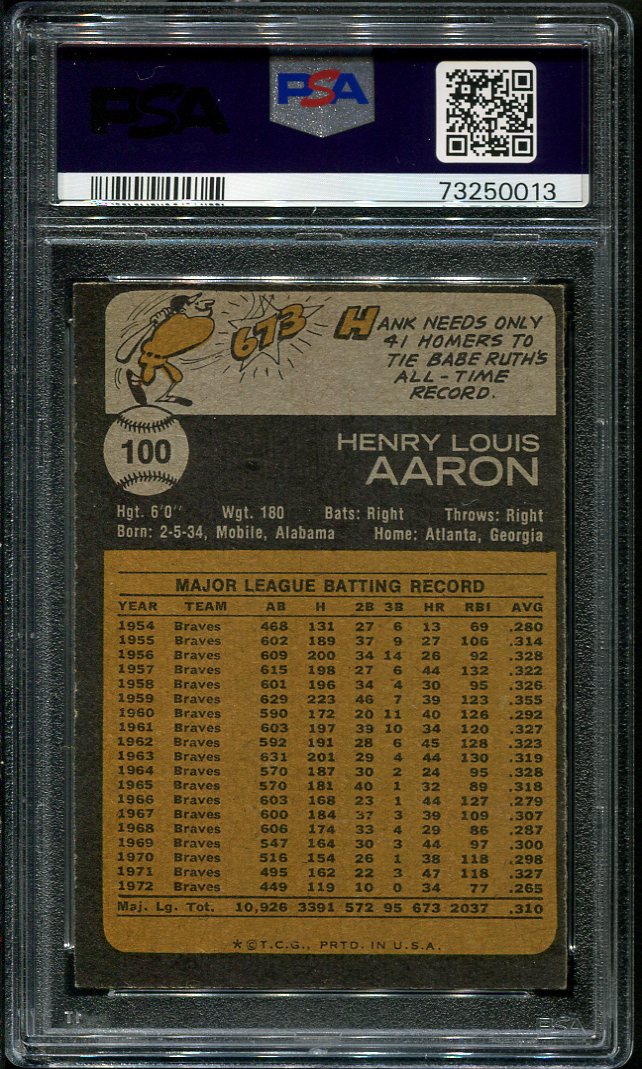 PSA
PSA
73250013
673
HANK NEEDS ONLY
41 HOMERS TO
TIE BABE RUTH'S
ALL-TIME
RECORD.
100
HENRY LOUIS
AARON
Hgt. 6'0" Wgt. 180 Bats: Right Throws: Right
Born: 2-5-34, Mobile, Alabama Home: Atlanta, Georgia
MAJOR LEAGUE BATTING RECORD
YEAR TEAM AB H 2B 3B HR RBI AVG
1954 Braves 468 131 27 6 13 69 .280
1955 Braves 602 189 37 9 27 106 .314
1956 Braves 609 200 34 14 26 92 .328
1957 Braves 615 198 27 6 44 132 .322
1958 Braves 601 196 34 4 30 95 .326
1959 Braves 629 223 46 7 39 123 .355
1960 Braves 590 172 20 11 40 126 .292
1961 Braves 603 197 39 10 34 120 .327
1962 Braves 592 191 28 6 45 128 .323
1963 Braves 631 201 29 4 44 130 .319
1964 Braves 570 187 30 2 24 95 .328
1965 Braves 570 181 40 1 32 89 .318
1966 Braves 603 168 23 1 44 127 .279
1967 Braves 600 184 37 3 39 109 .307
1968 Braves 606 174 33 4 29 86 .287
1969 Braves 547 164 30 3 44 97 .300
1970 Braves 516 154 26 1 38 118 .298
1971 Braves 495 162 22 3 47 118 .327
1972 Braves 449 119 10 0 34 77 .265
Maj. Lg. Tot. 10,926 3391 572 95 673 2037 .310
*©T.C.G., PRTD. IN U.S.A.
PSA